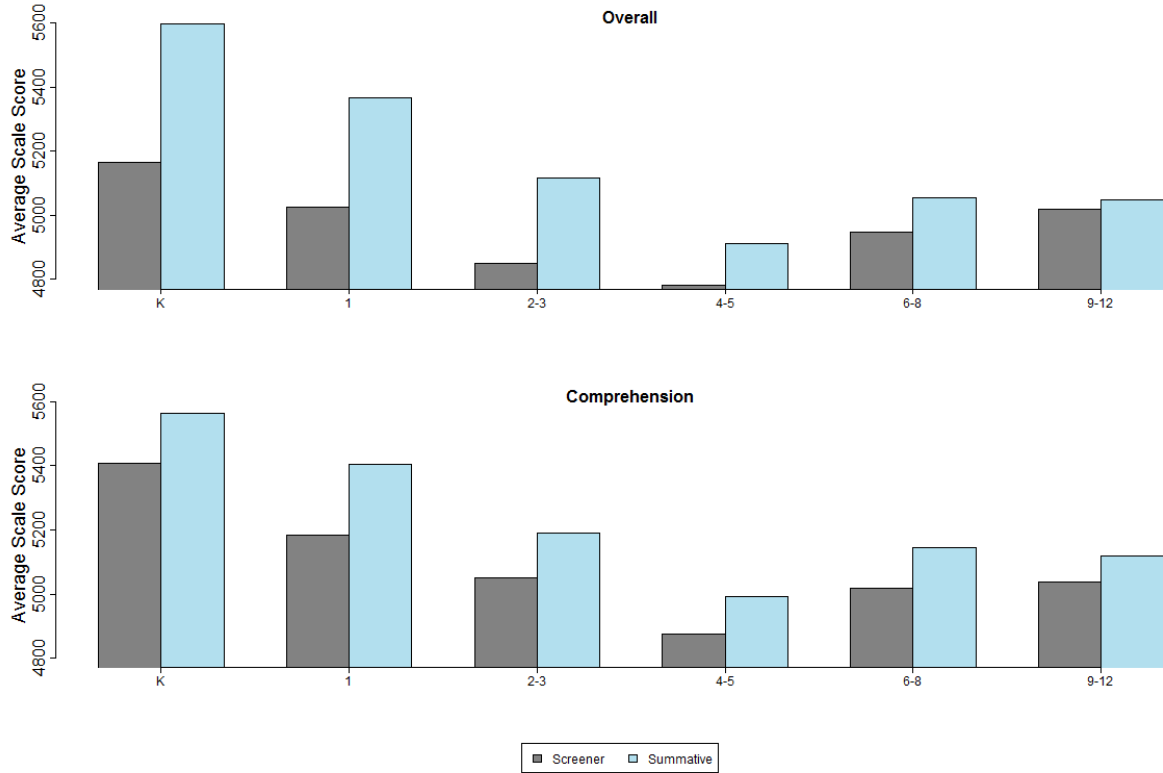 Overall
Average Scale Score
5600
5400
5200
5000
4800
K 1 2-3 4-5 6-8 9-12
Comprehension
Average Scale Score
5600
5400
5200
5000
4800
K 1 2-3 4-5 6-8 9-12
Screener Summative